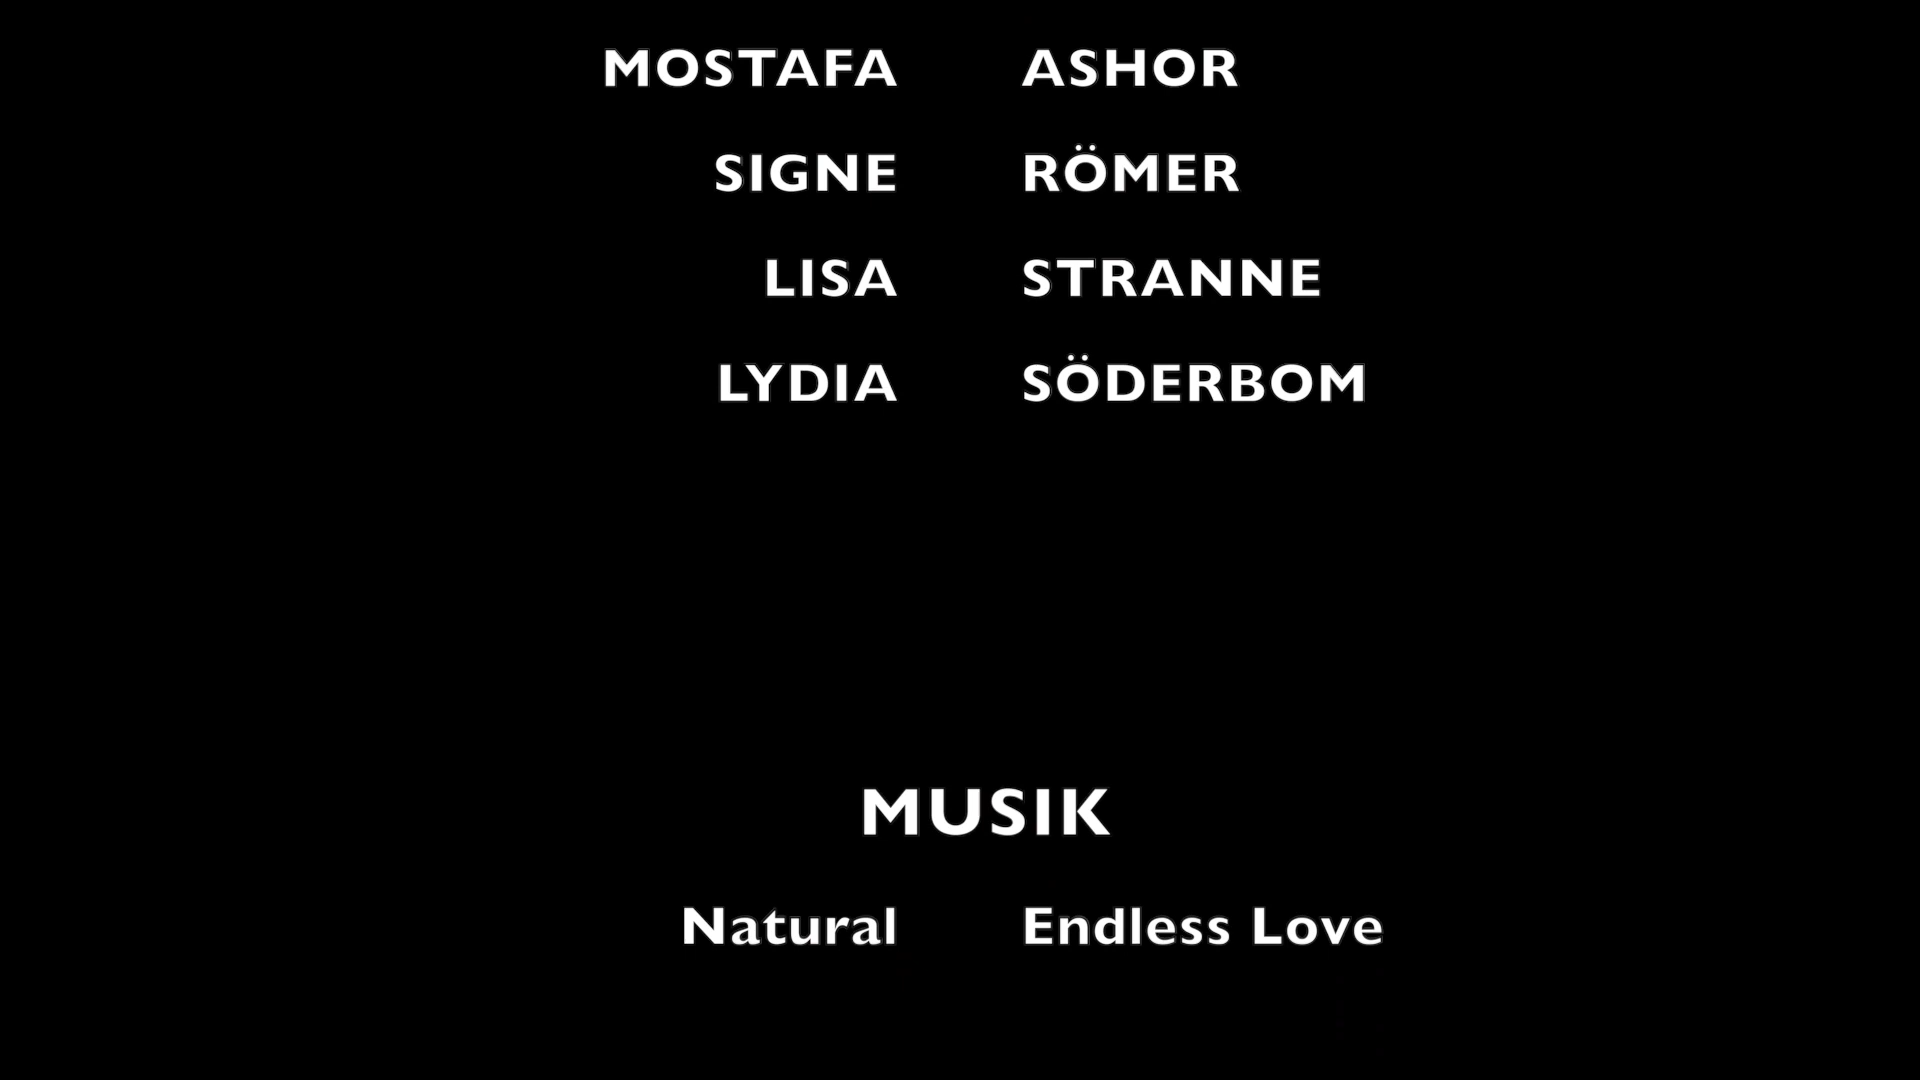 MOSTAFA ASHOR
SIGNE RÖMER
LISA STRANNE
LYDIA SÖDERBOM
MUSIK
Natural Endless Love